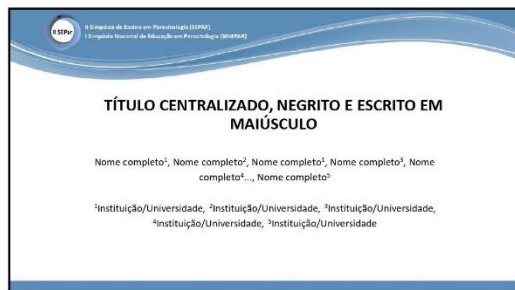 II SEPar
II Simpósio de Ensino em Parasitologia (SEPAR)
I Simpósio Nacional de Educação em Parasitologia (SINEPAR)
TÍTULO CENTRALIZADO, NEGRITO E ESCRITO EM
MAIÚSCULO
Nome completo¹, Nome completo², Nome completo¹, Nome completo³, Nome
completo⁴..., Nome completo⁵
¹Instituição/Universidade, ²Instituição/Universidade, ³Instituição/Universidade,
⁴Instituição/Universidade, ⁵Instituição/Universidade